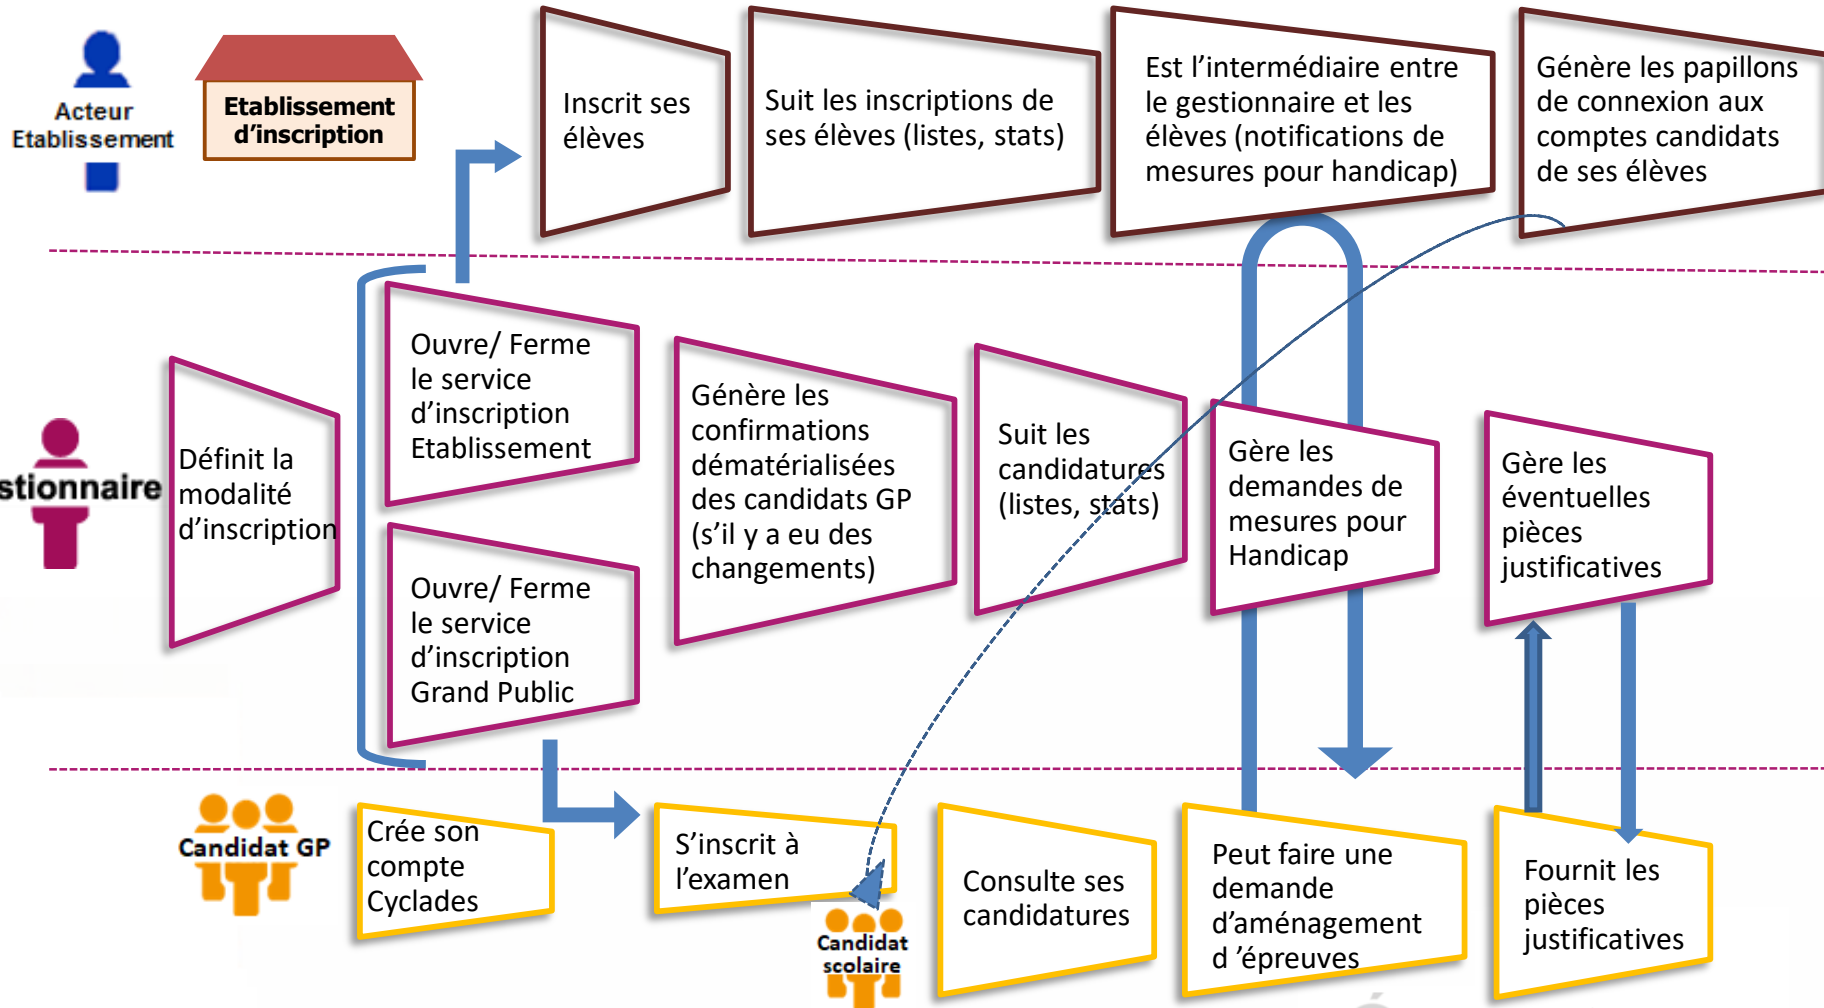 Acteur
Etablissement
Etablissement
d’inscription
Inscrit ses
élèves
Suit les inscriptions de
ses élèves (listes, stats)
Est l’intermédiaire entre
le gestionnaire et les
élèves (notifications de
mesures pour handicap)
Génère les papillons
de connexion aux
comptes candidats
de ses élèves
stionnaire
Définit la
modalité
d’inscription
Ouvre/ Ferme
le service
d’inscription
Etablissement
Ouvre/ Ferme
le service
d’inscription
Grand Public
Génère les
confirmations
dématérialisées
des candidats GP
(s’il y a eu des
changements)
Suit les
candidatures
(listes, stats)
Gère les
demandes de
mesures pour
Handicap
Gère les
éventuelles
pièces
justificatives
Candidat GP
Crée son
compte
Cyclades
S’inscrit à
l’examen
Candidat
scolaire
Consulte ses
candidatures
Peut faire une
demande
d’aménagement
d ’épreuves
Fournit les
pièces
justificatives